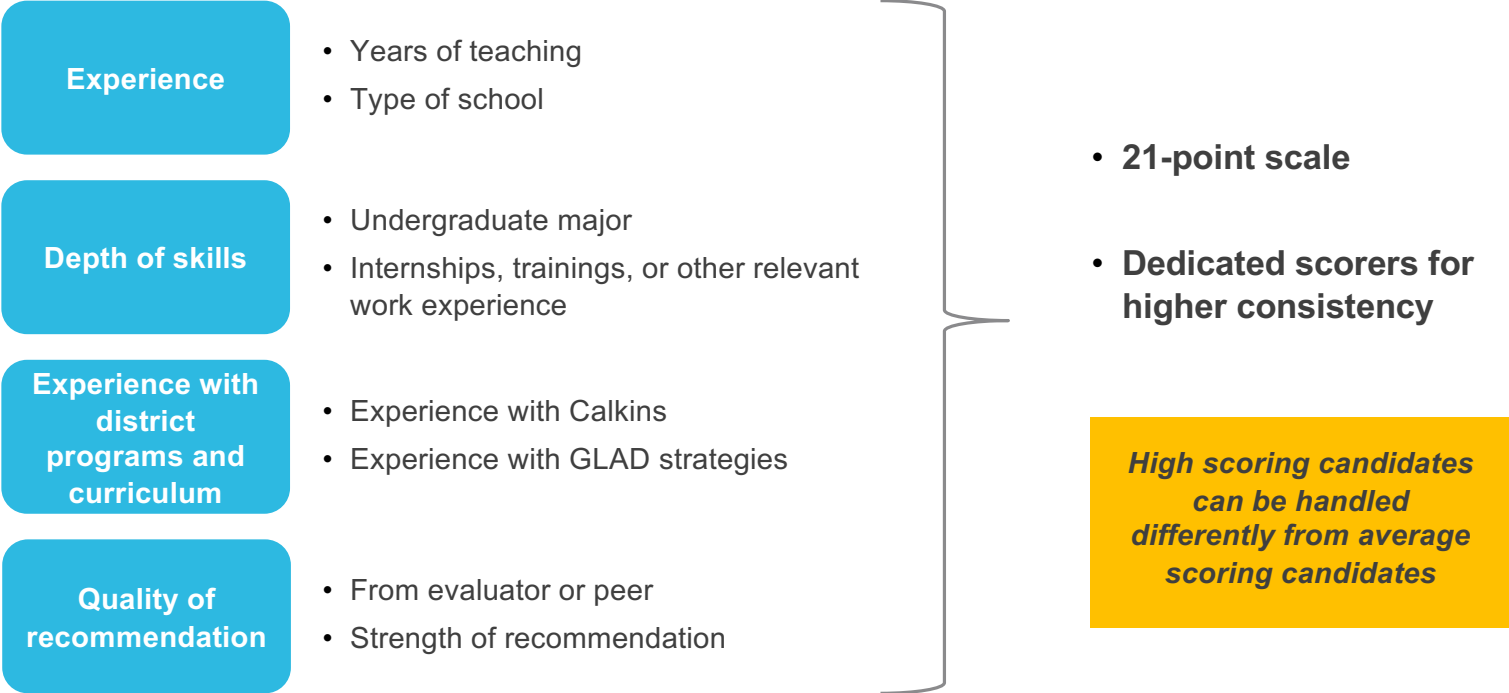 Experience
• Years of teaching
• Type of school
Depth of skills
• Undergraduate major
• Internships, trainings, or other relevant
work experience
Experience with
district
programs and
curriculum
• Experience with Calkins
• Experience with GLAD strategies
Quality of
recommendation
• From evaluator or peer
• Strength of recommendation
• 21-point scale
• Dedicated scorers for
higher consistency
High scoring candidates
can be handled
differently from average
scoring candidates